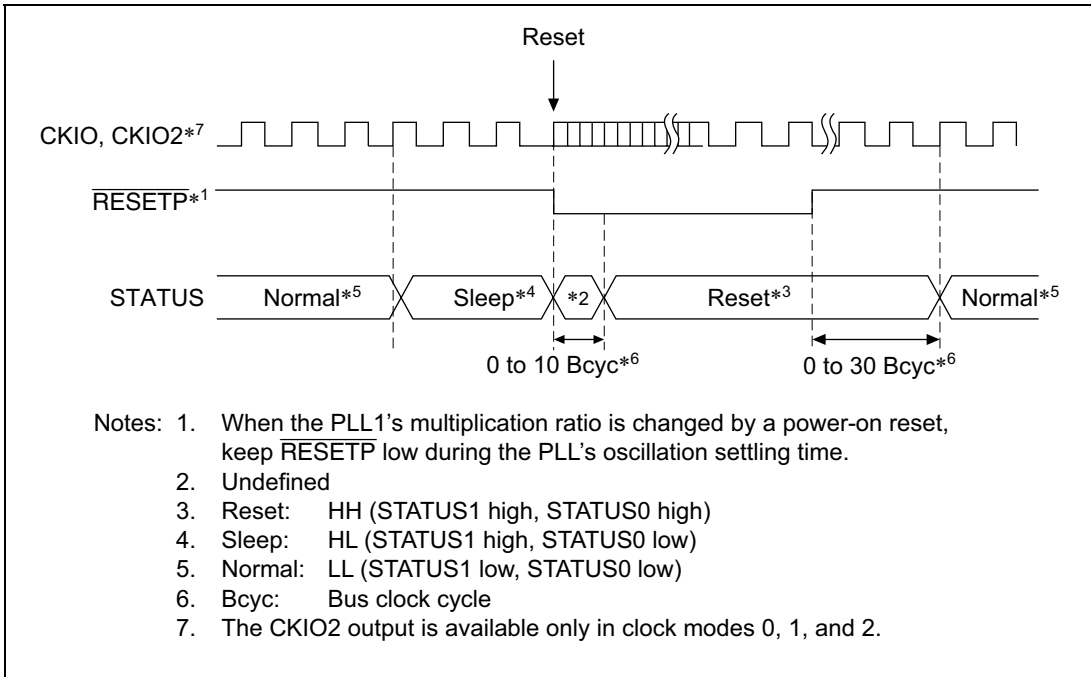 Reset
CKIO, CKIO2*7
RESETP*1
STATUS Normal*5 Sleep*4 *2 Reset*3 Normal*5
0 to 10 Bcyc*6 0 to 30 Bcyc*6
Notes: 1. When the PLL1's multiplication ratio is changed by a power-on reset,
keep RESETP low during the PLL's oscillation settling time.
2. Undefined
3. Reset: HH (STATUS1 high, STATUS0 high)
4. Sleep: HL (STATUS1 high, STATUS0 low)
5. Normal: LL (STATUS1 low, STATUS0 low)
6. Bcyc: Bus clock cycle
7. The CKIO2 output is available only in clock modes 0, 1, and 2.